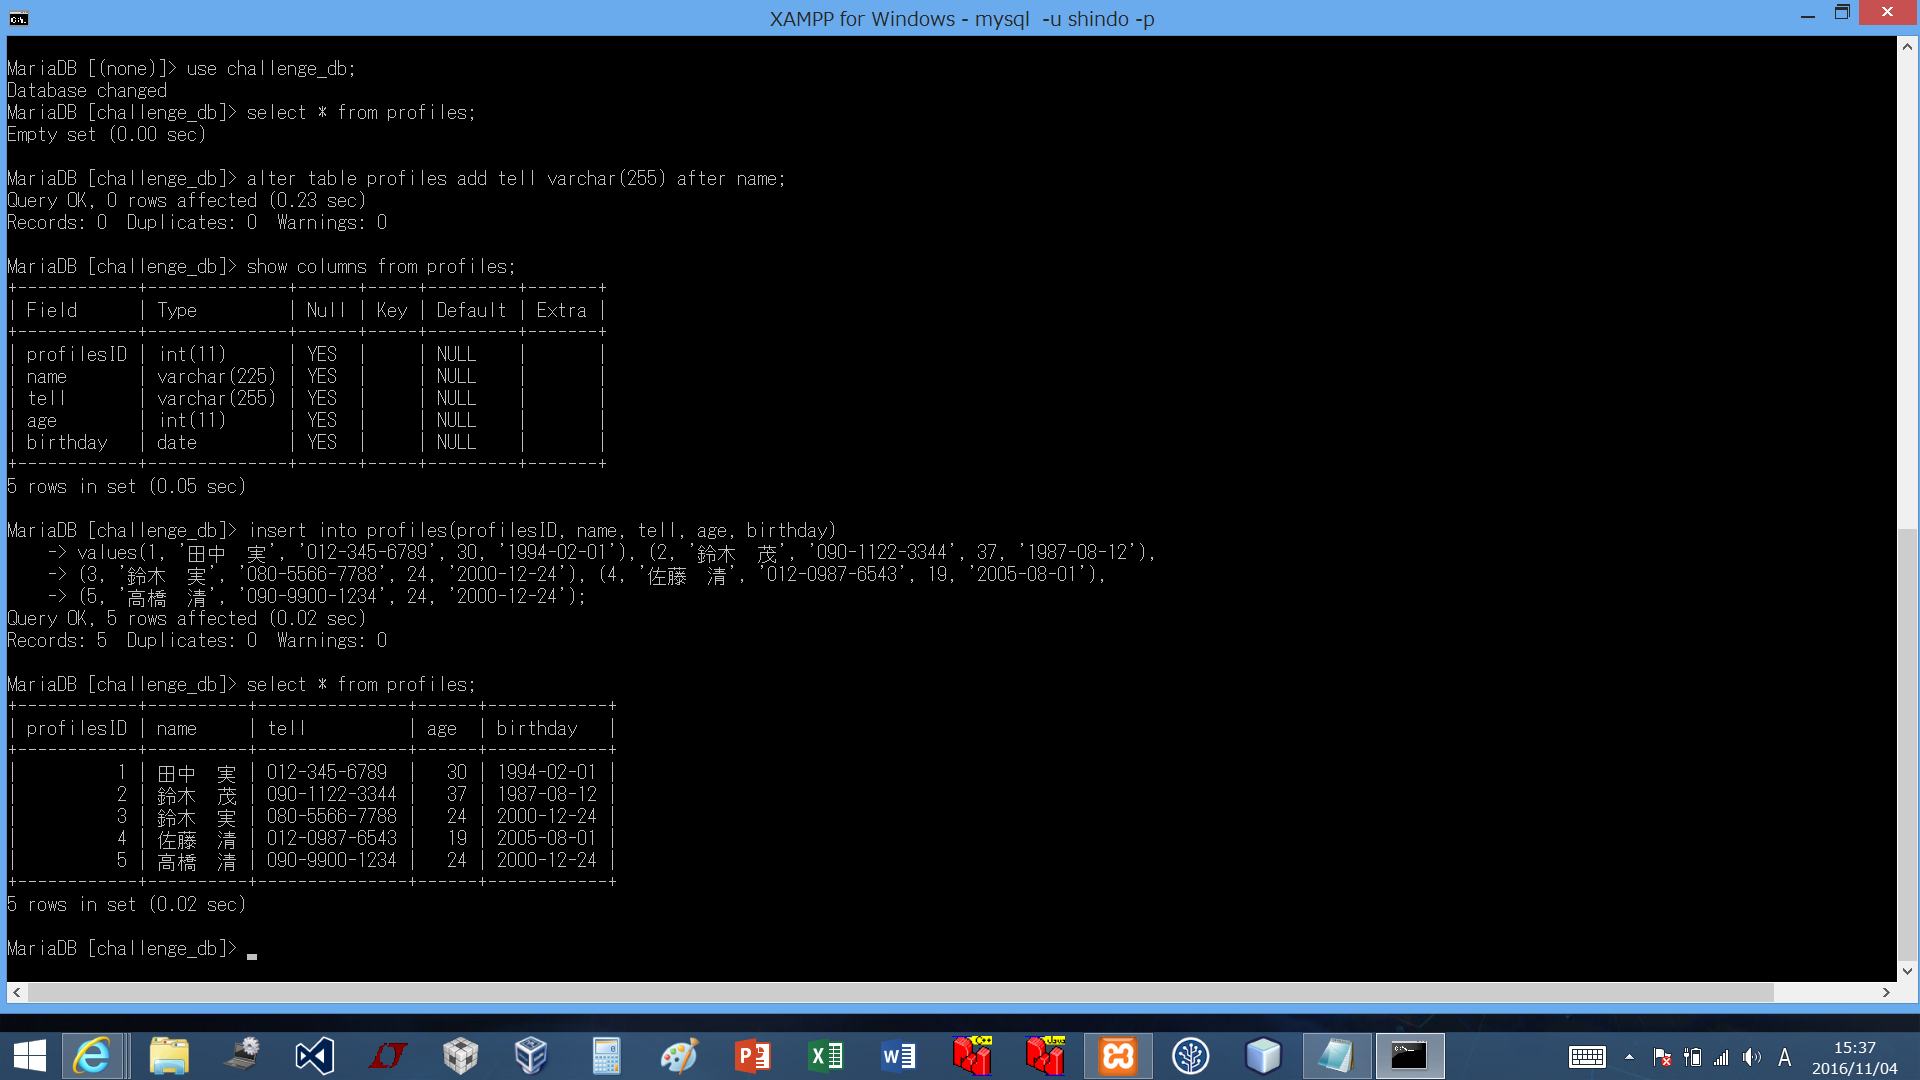 XAMPP for Windows - mysql  -u shindo -p
MariaDB [(none)]> use challenge_db;
Database changed
MariaDB [challenge_db]> select * from profiles;
Empty set (0.00 sec)
MariaDB [challenge_db]> alter table profiles add tell varchar(255) after name;
Query OK, 0 rows affected (0.23 sec)
Records: 0  Duplicates: 0  Warnings: 0
MariaDB [challenge_db]> show columns from profiles;
+------------+--------------+------+-----+---------+-------+
| Field      | Type         | Null | Key | Default | Extra |
+------------+--------------+------+-----+---------+-------+
| profilesID | int(11)      | YES  |     | NULL    |       |
| name       | varchar(225) | YES  |     | NULL    |       |
| tell       | varchar(255) | YES  |     | NULL    |       |
| age        | int(11)      | YES  |     | NULL    |       |
| birthday   | date         | YES  |     | NULL    |       |
+------------+--------------+------+-----+---------+-------+
5 rows in set (0.05 sec)
MariaDB [challenge_db]> insert into profiles(profilesID, name, tell, age, birthday)
    -> values(1, '田中　実', '012-345-6789', 30, '1994-02-01'), (2, '鈴木　茂', '090-1122-3344', 37, '1987-08-12'),
    -> (3, '鈴木　実', '080-5566-7788', 24, '2000-12-24'), (4, '佐藤　清', '012-0987-6543', 19, '2005-08-01'),
    -> (5, '高橋　清', '090-9900-1234', 24, '2000-12-24');
Query OK, 5 rows affected (0.02 sec)
Records: 5  Duplicates: 0  Warnings: 0
MariaDB [challenge_db]> select * from profiles;
+------------+----------+---------------+------+------------+
| profilesID | name     | tell          | age  | birthday   |
+------------+----------+---------------+------+------------+
|          1 | 田中　実 | 012-345-6789  |   30 | 1994-02-01 |
|          2 | 鈴木　茂 | 090-1122-3344 |   37 | 1987-08-12 |
|          3 | 鈴木　実 | 080-5566-7788 |   24 | 2000-12-24 |
|          4 | 佐藤　清 | 012-0987-6543 |   19 | 2005-08-01 |
|          5 | 高橋　清 | 090-9900-1234 |   24 | 2000-12-24 |
+------------+----------+---------------+------+------------+
5 rows in set (0.02 sec)
MariaDB [challenge_db]>
A
15:37
2016/11/04